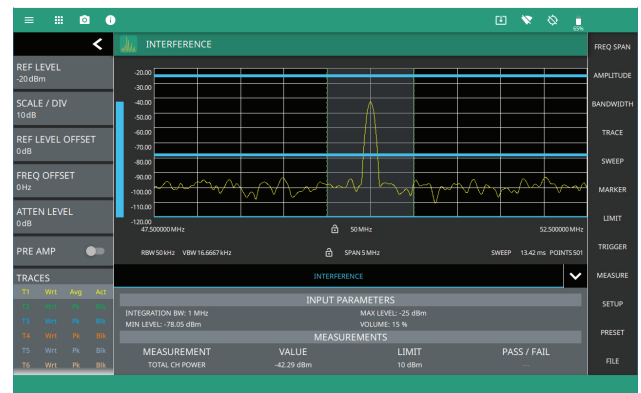 65%
INTERFERENCE
REF LEVEL
-20 dBm
SCALE / DIV
10 dB
REF LEVEL OFFSET
0 dB
FREQ OFFSET
0 Hz
ATTEN LEVEL
0 dB
PRE AMP
TRACES
T1 Wrt Avg Act
T2 Wrt Pk Blk
T3 Wrt Pk Blk
T4 Wrt Pk Blk
T5 Wrt Pk Blk
T6 Wrt Pk Blk
-20.00
-30.00
-40.00
-50.00
-60.00
-70.00
-80.00
-90.00
-100.00
-110.00
-120.00
47.500000 MHz 50 MHz 52.500000 MHz
RBW 50 kHz VBW 16.6667 kHz SPAN 5 MHz SWEEP 13.42 ms POINTS 501
INTERFERENCE
INPUT PARAMETERS
INTEGRATION BW: 1 MHz MAX LEVEL: -25 dBm
MIN LEVEL: -78.05 dBm VOLUME: 15 %
MEASUREMENTS
MEASUREMENT VALUE LIMIT PASS / FAIL
TOTAL CH POWER -42.29 dBm 10 dBm ---
FREQ SPAN
AMPLITUDE
BANDWIDTH
TRACE
SWEEP
MARKER
LIMIT
TRIGGER
MEASURE
SETUP
PRESET
FILE